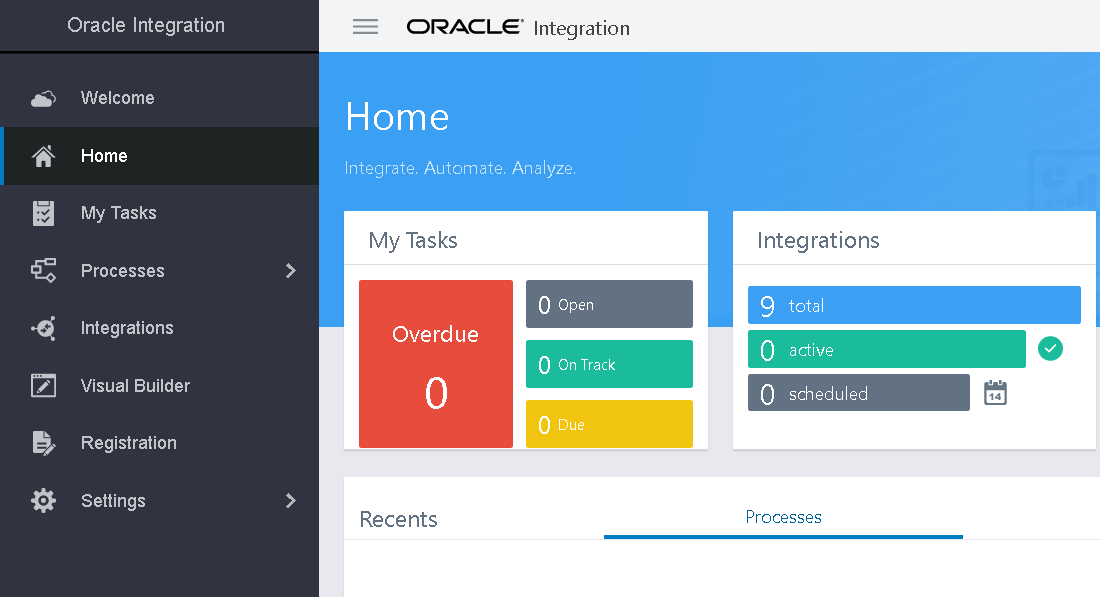 Oracle Integration
Welcome
Home
My Tasks
Processes
Integrations
Visual Builder
Registration
Settings
ORACLE® Integration
Home
Integrate. Automate. Analyze.
My Tasks
Overdue
0
0 Open
0 On Track
0 Due
Integrations
9 total
0 active
0 scheduled
14
Recents
Processes